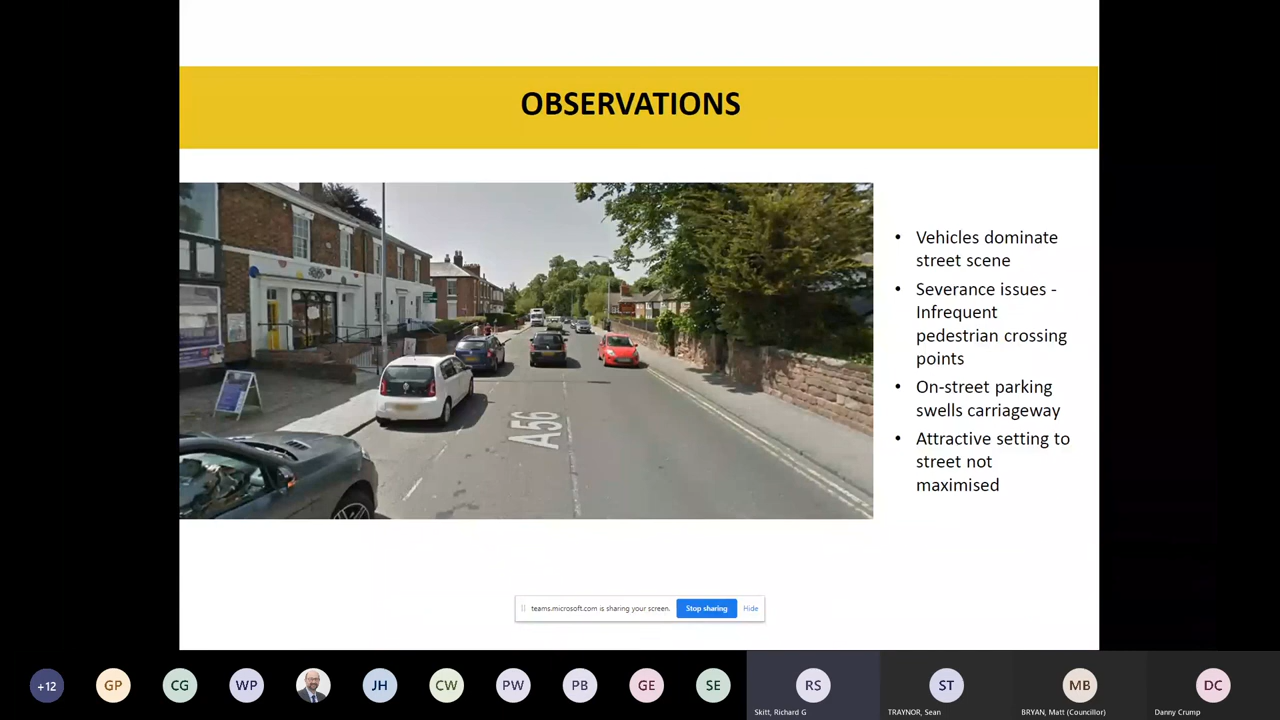 OBSERVATIONS
A56
• Vehicles dominate
street scene
• Severance issues -
Infrequent
pedestrian crossing
points
• On-street parking
swells carriageway
• Attractive setting to
street not
maximised
teams.microsoft.com is sharing your screen.
Stop sharing
Hide
+12
GP
CG
WP
JH
CW
PW
PB
GE
SE
RS
ST
MB
DC
Skitt, Richard G
TRAYNOR, Sean
BRYAN, Matt (Councillor)
Danny Crump